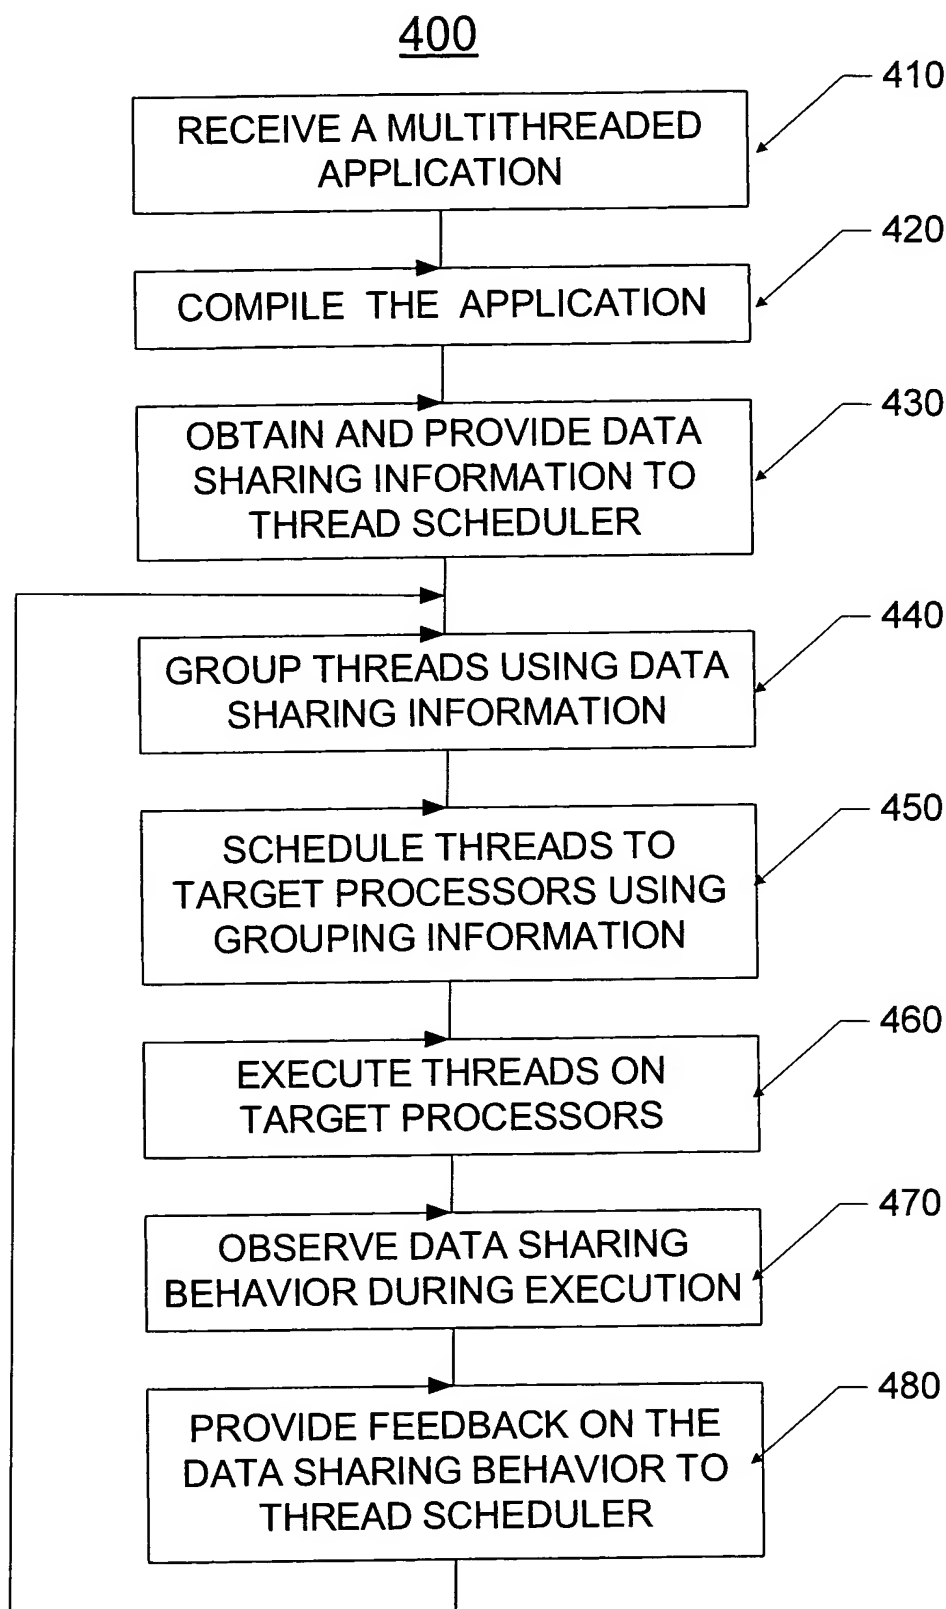 400
410
RECEIVE A MULTITHREADED
APPLICATION
420
COMPILE THE APPLICATION
430
OBTAIN AND PROVIDE DATA
SHARING INFORMATION TO
THREAD SCHEDULER
440
GROUP THREADS USING DATA
SHARING INFORMATION
450
SCHEDULE THREADS TO
TARGET PROCESSORS USING
GROUPING INFORMATION
460
EXECUTE THREADS ON
TARGET PROCESSORS
470
OBSERVE DATA SHARING
BEHAVIOR DURING EXECUTION
480
PROVIDE FEEDBACK ON THE
DATA SHARING BEHAVIOR TO
THREAD SCHEDULER